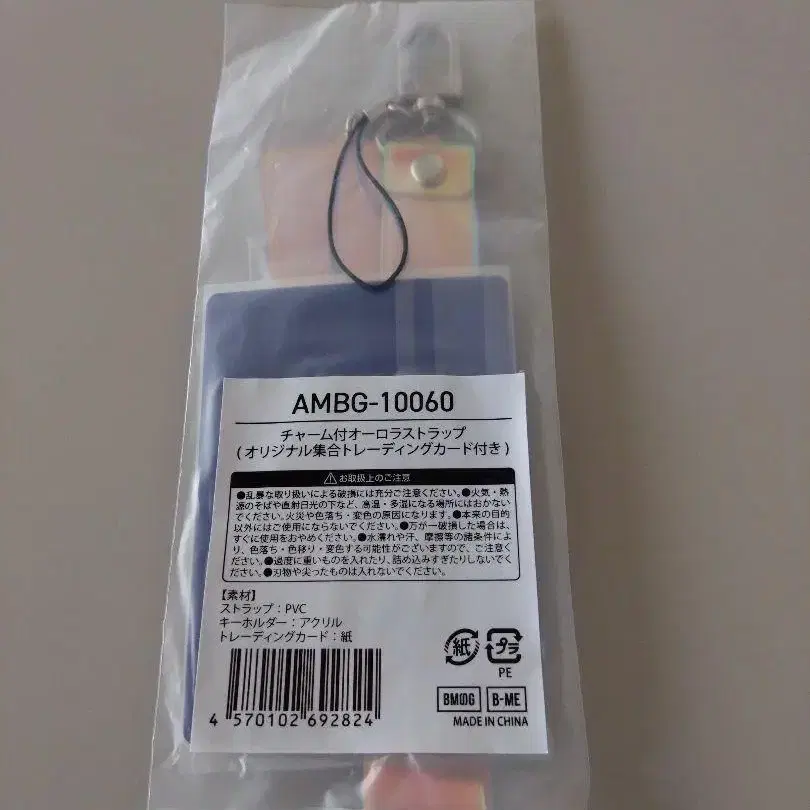 AMBG-10060
チャーム付オーロラストラップ
(オリジナル集合トレーディングカード付き)
お取扱上のご注意
●乱暴な取り扱いによる破損には充分ご注意ください。●火気・熱
源のそばや直射日光の下など、高温・多湿になる場所にはおかない
でください。火災や色落ち・変色の原因になります。●本来の目的
以外にはご使用にならないでください。●万が一破損した場合は、
すぐに使用をおやめください。●水濡れや汗、摩擦等の諸条件によ
り、色落ち・色移り・変色する可能性がございますので、ご注意く
ださい。●過度に重いものを入れたり、詰め込みすぎたりしないでく
ださい。●刃物や尖ったものは入れないでください。
【素材】
ストラップ：PVC
キーホルダー：アクリル
トレーディングカード：紙
紙 プラ
PE
BMDG B-ME
MADE IN CHINA
4 570102 692824